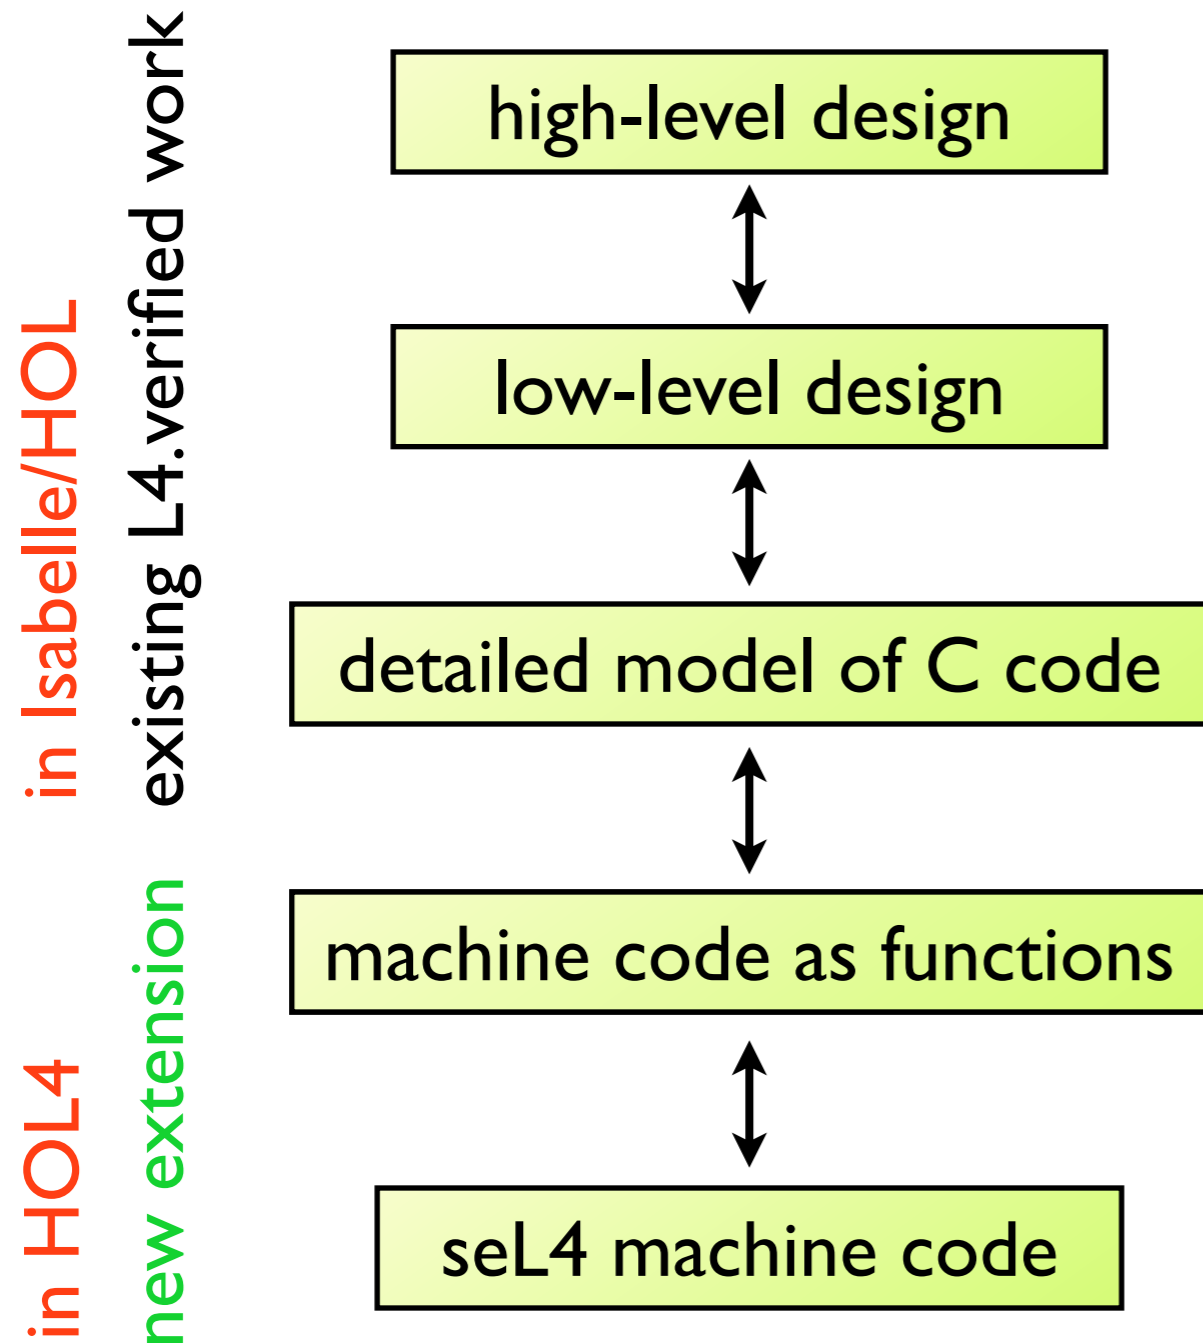 in Isabelle/HOL
existing L4.verified work
in HOL4
new extension
high-level design
low-level design
detailed model of C code
machine code as functions
seL4 machine code